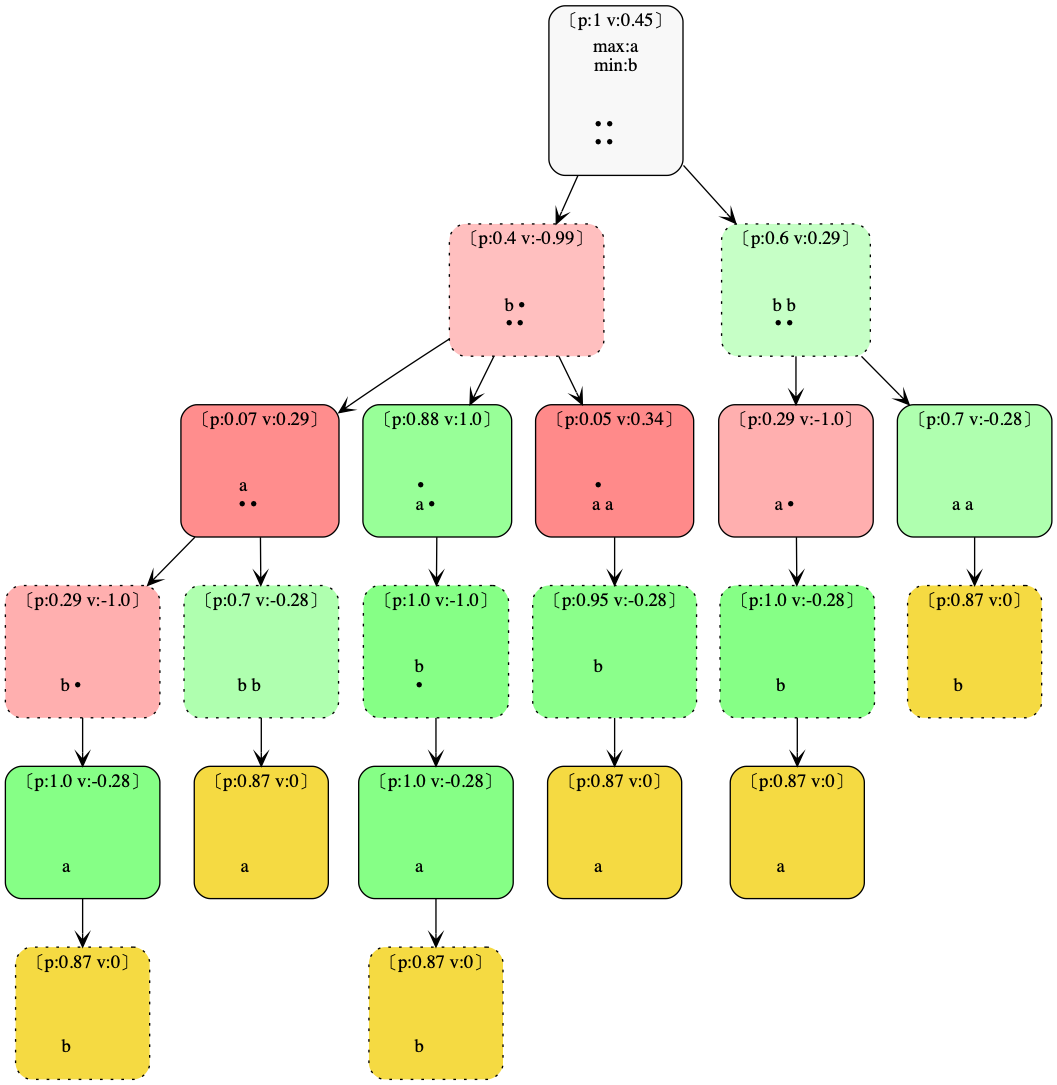 〔p:1 v:0.45〕
max:a
min:b
• •
• •
〔p:0.4 v:-0.99〕
b •
• •
〔p:0.6 v:0.29〕
b b
• •
〔p:0.07 v:0.29〕
a
• •
〔p:0.88 v:1.0〕
•
a •
〔p:0.05 v:0.34〕
•
a a
〔p:0.29 v:-1.0〕
a •
〔p:0.7 v:-0.28〕
a a
〔p:0.29 v:-1.0〕
b •
〔p:0.7 v:-0.28〕
b b
〔p:1.0 v:-1.0〕
b
•
〔p:0.95 v:-0.28〕
b
〔p:1.0 v:-0.28〕
b
〔p:0.87 v:0〕
b
〔p:1.0 v:-0.28〕
a
〔p:0.87 v:0〕
a
〔p:1.0 v:-0.28〕
a
〔p:0.87 v:0〕
a
〔p:0.87 v:0〕
a
〔p:0.87 v:0〕
b
〔p:0.87 v:0〕
b